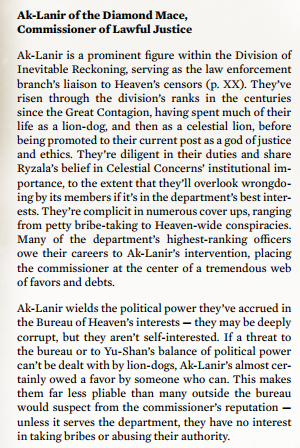 Ak-Lanir of the Diamond Mace,
Commissioner of Lawful Justice
Ak-Lanir is a prominent figure within the Division of
Inevitable Reckoning, serving as the law enforcement
branch's liaison to Heaven's censors (p. XX). They've
risen through the division's ranks in the centuries
since the Great Contagion, having spent much of their
life as a lion-dog, and then as a celestial lion, before
being promoted to their current post as a god of justice
and ethics. They're diligent in their duties and share
Ryzala's belief in Celestial Concerns' institutional im-
portance, to the extent that they'll overlook wrongdo-
ing by its members if it's in the department's best inter-
ests. They're complicit in numerous cover ups, ranging
from petty bribe-taking to Heaven-wide conspiracies.
Many of the department's highest-ranking officers
owe their careers to Ak-Lanir's intervention, placing
the commissioner at the center of a tremendous web
of favors and debts.
Ak-Lanir wields the political power they've accrued in
the Bureau of Heaven's interests — they may be deeply
corrupt, but they aren't self-interested. If a threat to
the bureau or to Yu-Shan's balance of political power
can't be dealt with by lion-dogs, Ak-Lanir's almost cer-
tainly owed a favor by someone who can. This makes
them far less pliable than many outside the bureau
would suspect from the commissioner's reputation —
unless it serves the department, they have no interest
in taking bribes or abusing their authority.